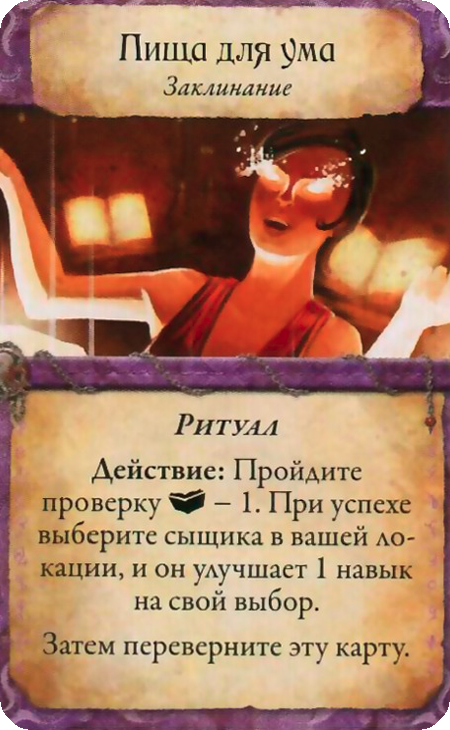 Пища для ума
Заклинание
Ритуал
Действие: Пройдите
проверку – 1. При успехе
выберите сыщика в вашей ло-
кации, и он улучшает 1 навык
на свой выбор.
Затем переверните эту карту.